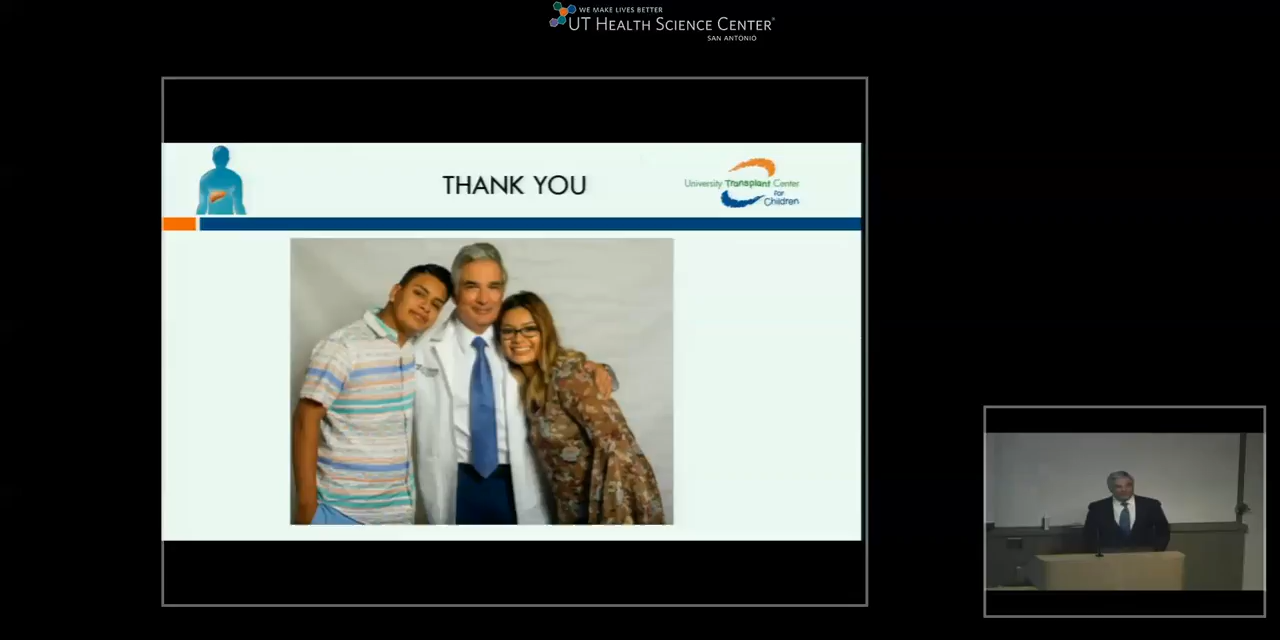 WE MAKE LIVES BETTER
UT HEALTH SCIENCE CENTER®
SAN ANTONIO
THANK YOU
University Transplant Center
for
Children